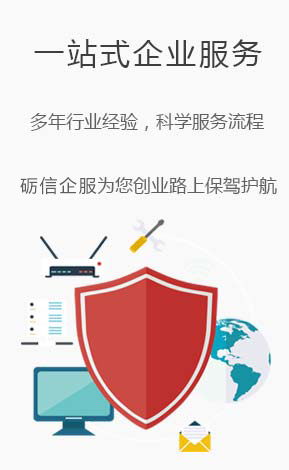 一站式企业服务
多年行业经验，科学服务流程
砺信企服为您创业路上保驾护航